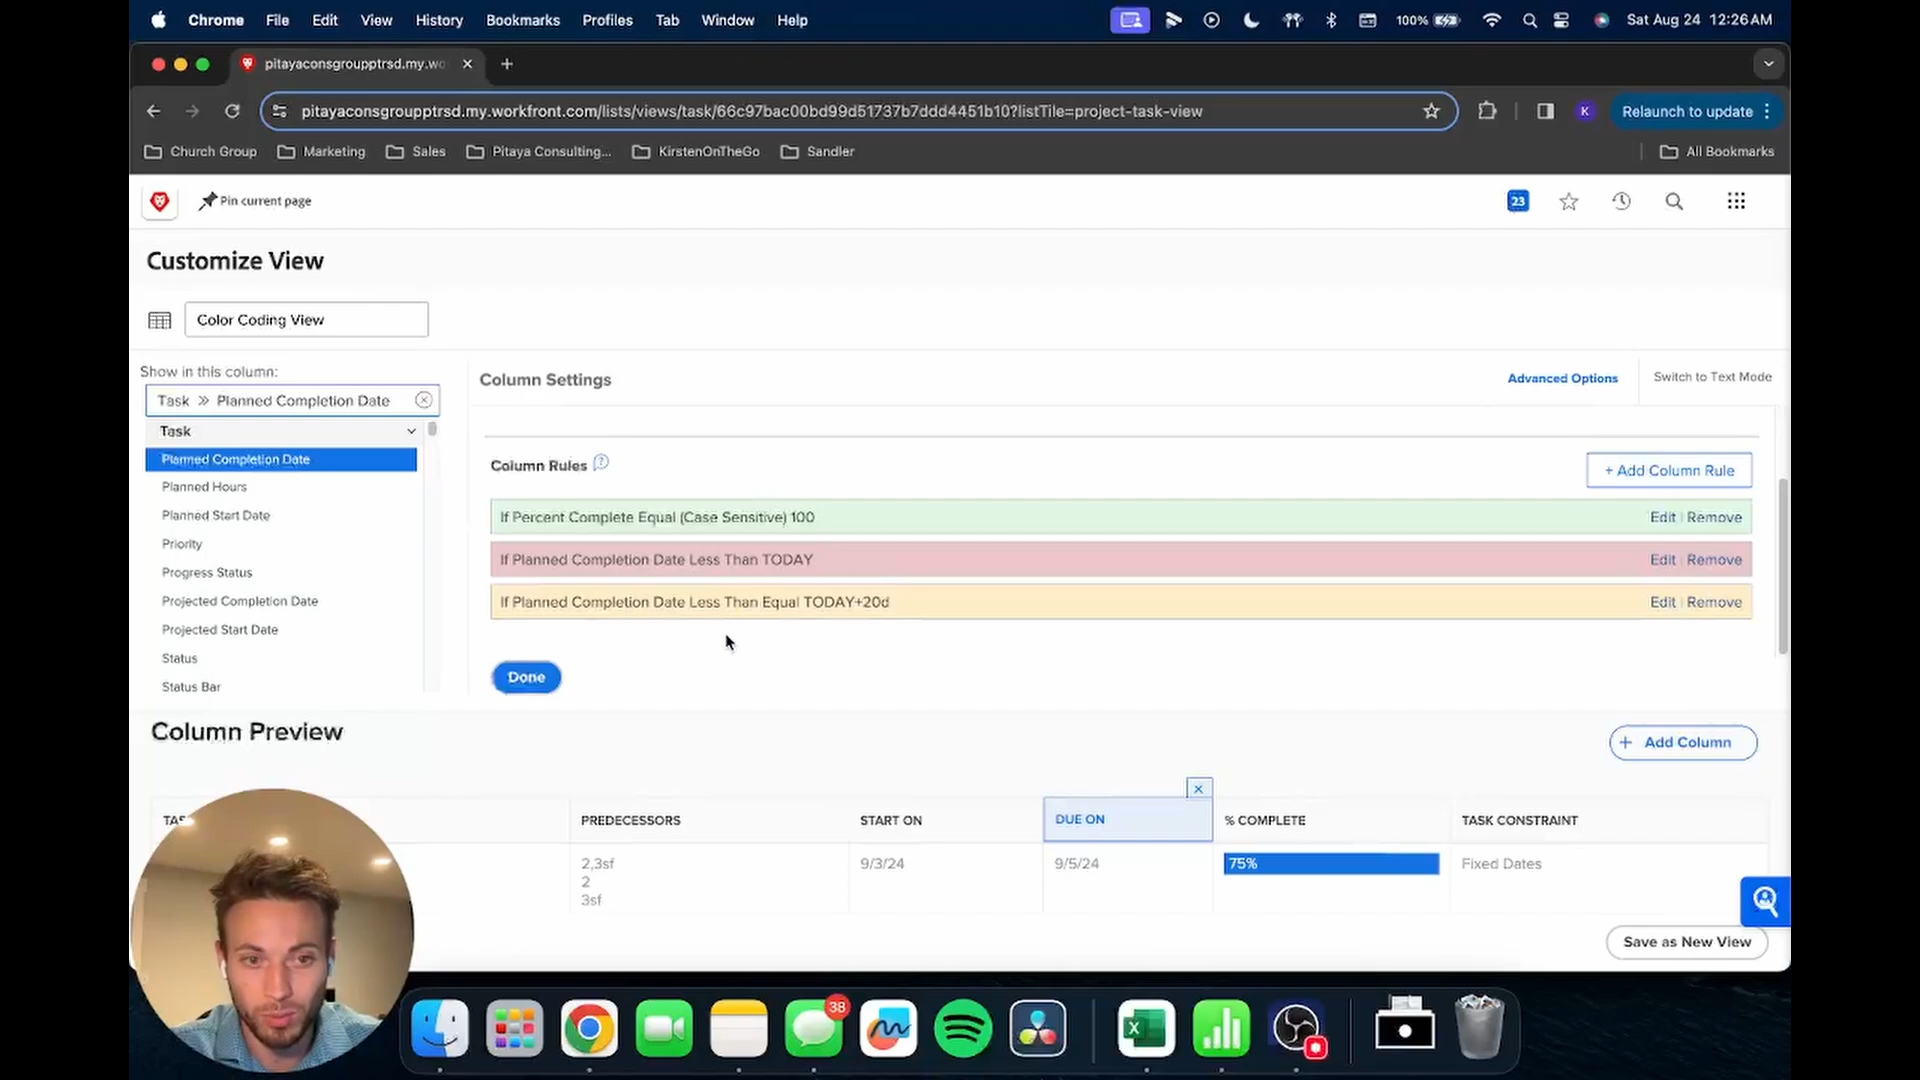 Chrome File Edit View History Bookmarks Profiles Tab Window Help 100% Sat Aug 24 12:26 AM
pitayaconsgroupptrsd.my.wo
pitayaconsgroupptrsd.my.workfront.com/lists/views/task/66c97bac00bd99d51737b7ddd4451b10?listTile=project-task-view K Relaunch to update
Church Group Marketing Sales Pitaya Consulting... KirstenOnTheGo Sandler All Bookmarks
Pin current page 23
Customize View
Color Coding View
Show in this column:
Task >> Planned Completion Date
Task
Planned Completion Date
Planned Hours
Planned Start Date
Priority
Progress Status
Projected Completion Date
Projected Start Date
Status
Status Bar
Column Settings Advanced Options Switch to Text Mode
Column Rules ? + Add Column Rule
If Percent Complete Equal (Case Sensitive) 100 Edit | Remove
If Planned Completion Date Less Than TODAY Edit | Remove
If Planned Completion Date Less Than Equal TODAY+20d Edit | Remove
Done
Column Preview + Add Column
PREDECESSORS START ON DUE ON % COMPLETE TASK CONSTRAINT
2,3sf 9/3/24 9/5/24 75% Fixed Dates
2
3sf
Save as New View
38